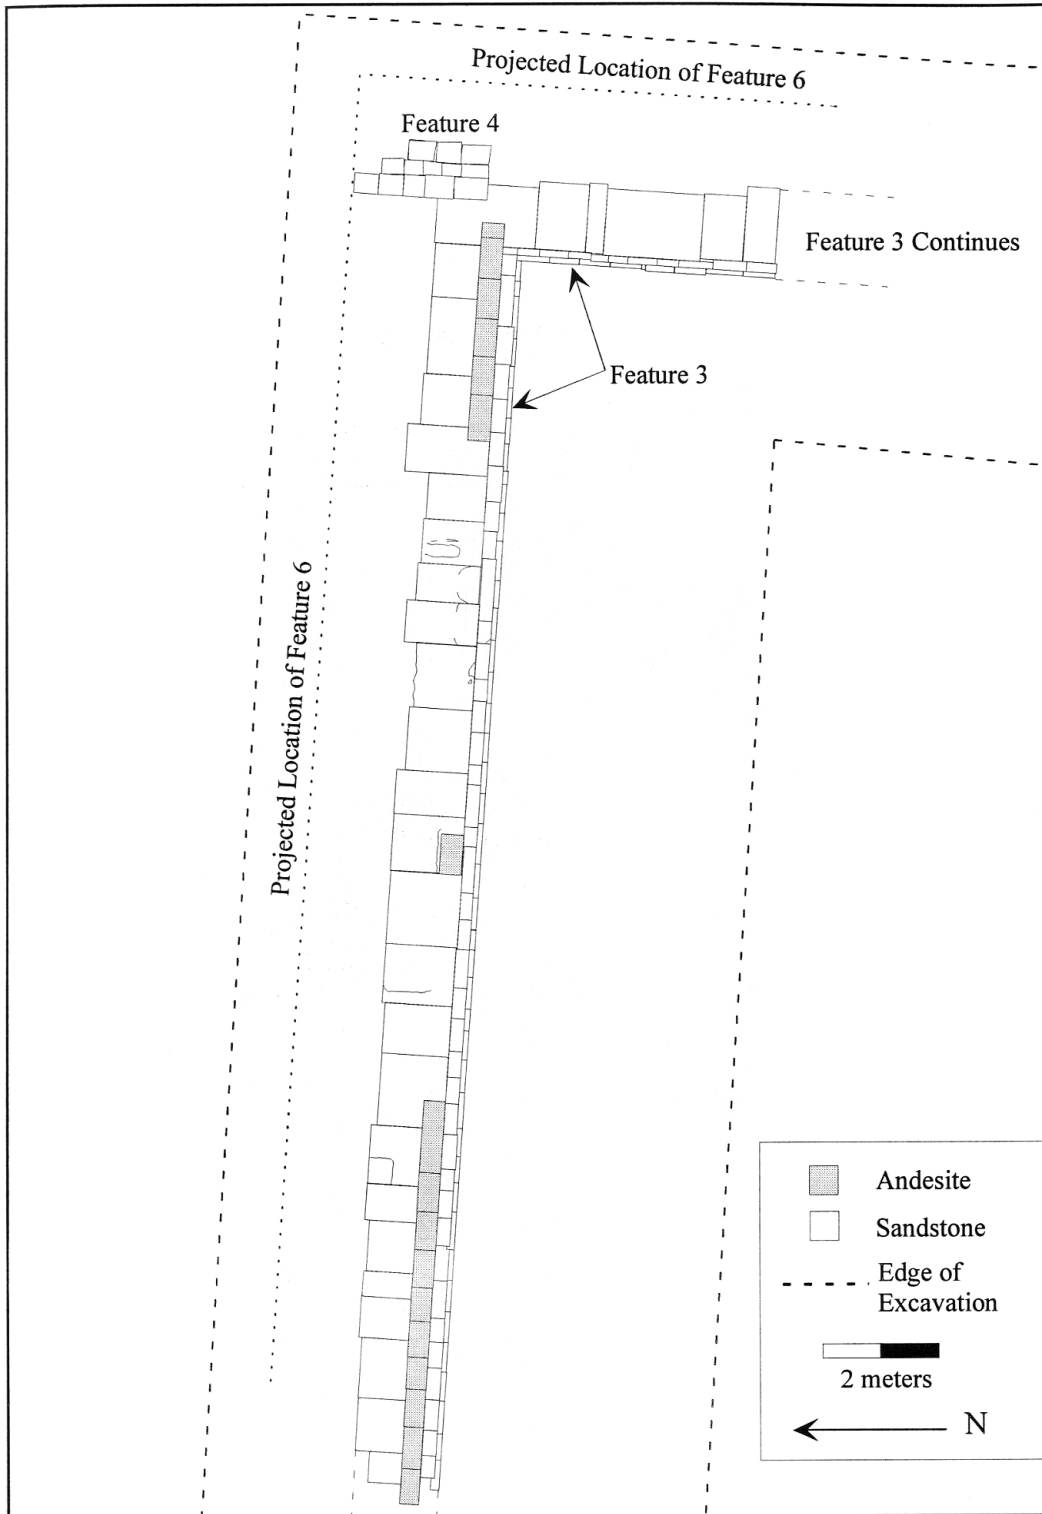 Projected Location of Feature 6
Feature 4
Feature 3 Continues
Feature 3
Projected Location of Feature 6
Andesite
Sandstone
Edge of
Excavation
2 meters
N